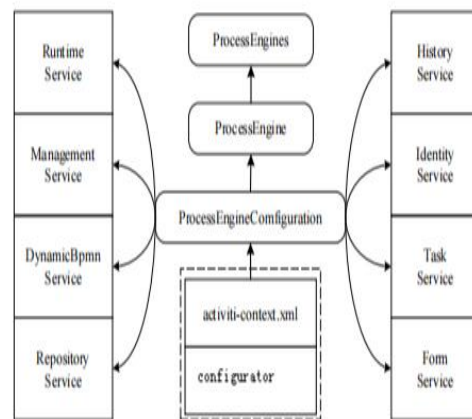 Runtime
Service
Management
Service
DynamicBpmn
Service
Repository
Service
ProcessEngines
ProcessEngine
ProcessEngineComfiguration
activiti-context.xml
configurator
History
Service
Identity
Service
Task
Service
Form
Service